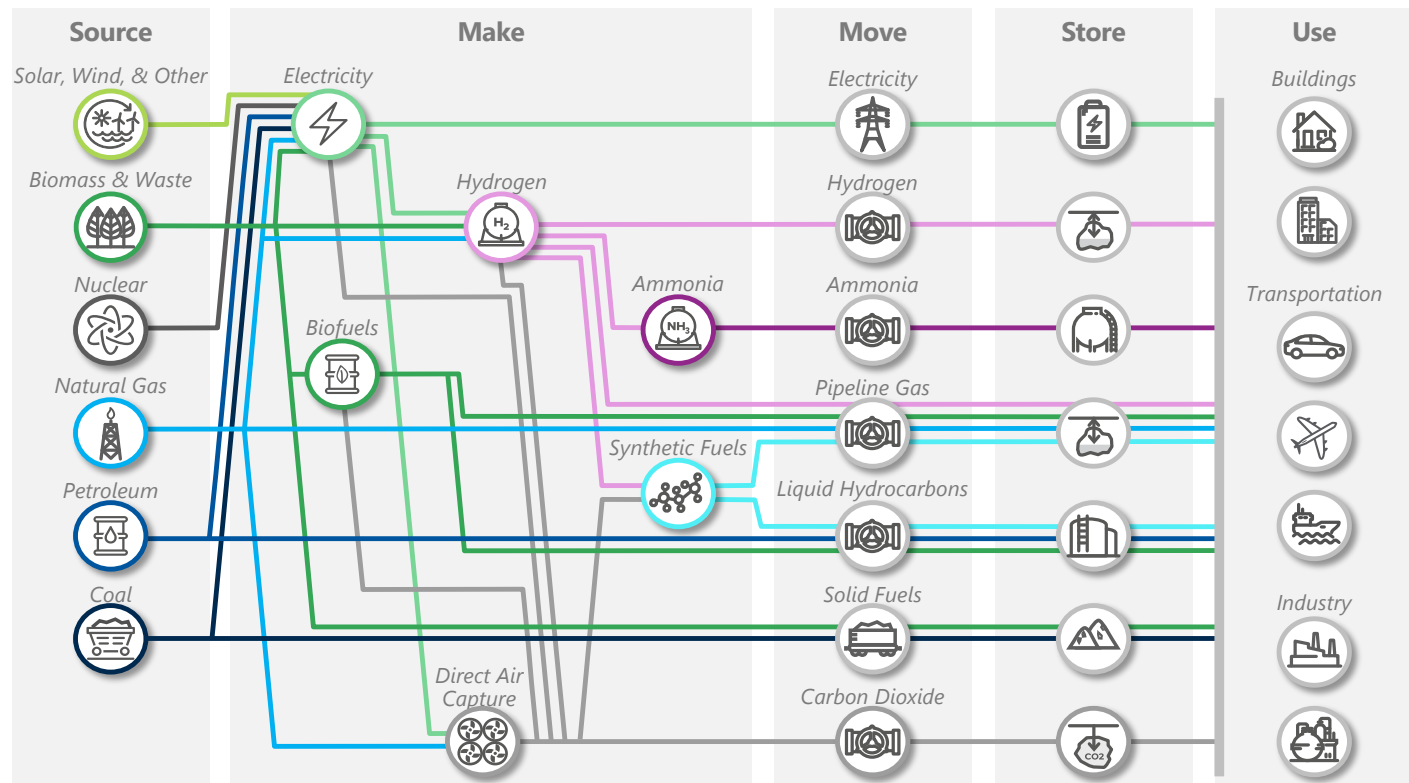 Source
Make
Move
Store
Use
Solar, Wind, & Other
Biomass & Waste
Nuclear
Natural Gas
Petroleum
Coal
Electricity
Hydrogen
H2
Ammonia
NH3
Biofuels
Synthetic Fuels
Direct Air
Capture
Electricity
Hydrogen
Ammonia
Pipeline Gas
Liquid Hydrocarbons
Solid Fuels
Carbon Dioxide
CO2
Buildings
Transportation
Industry